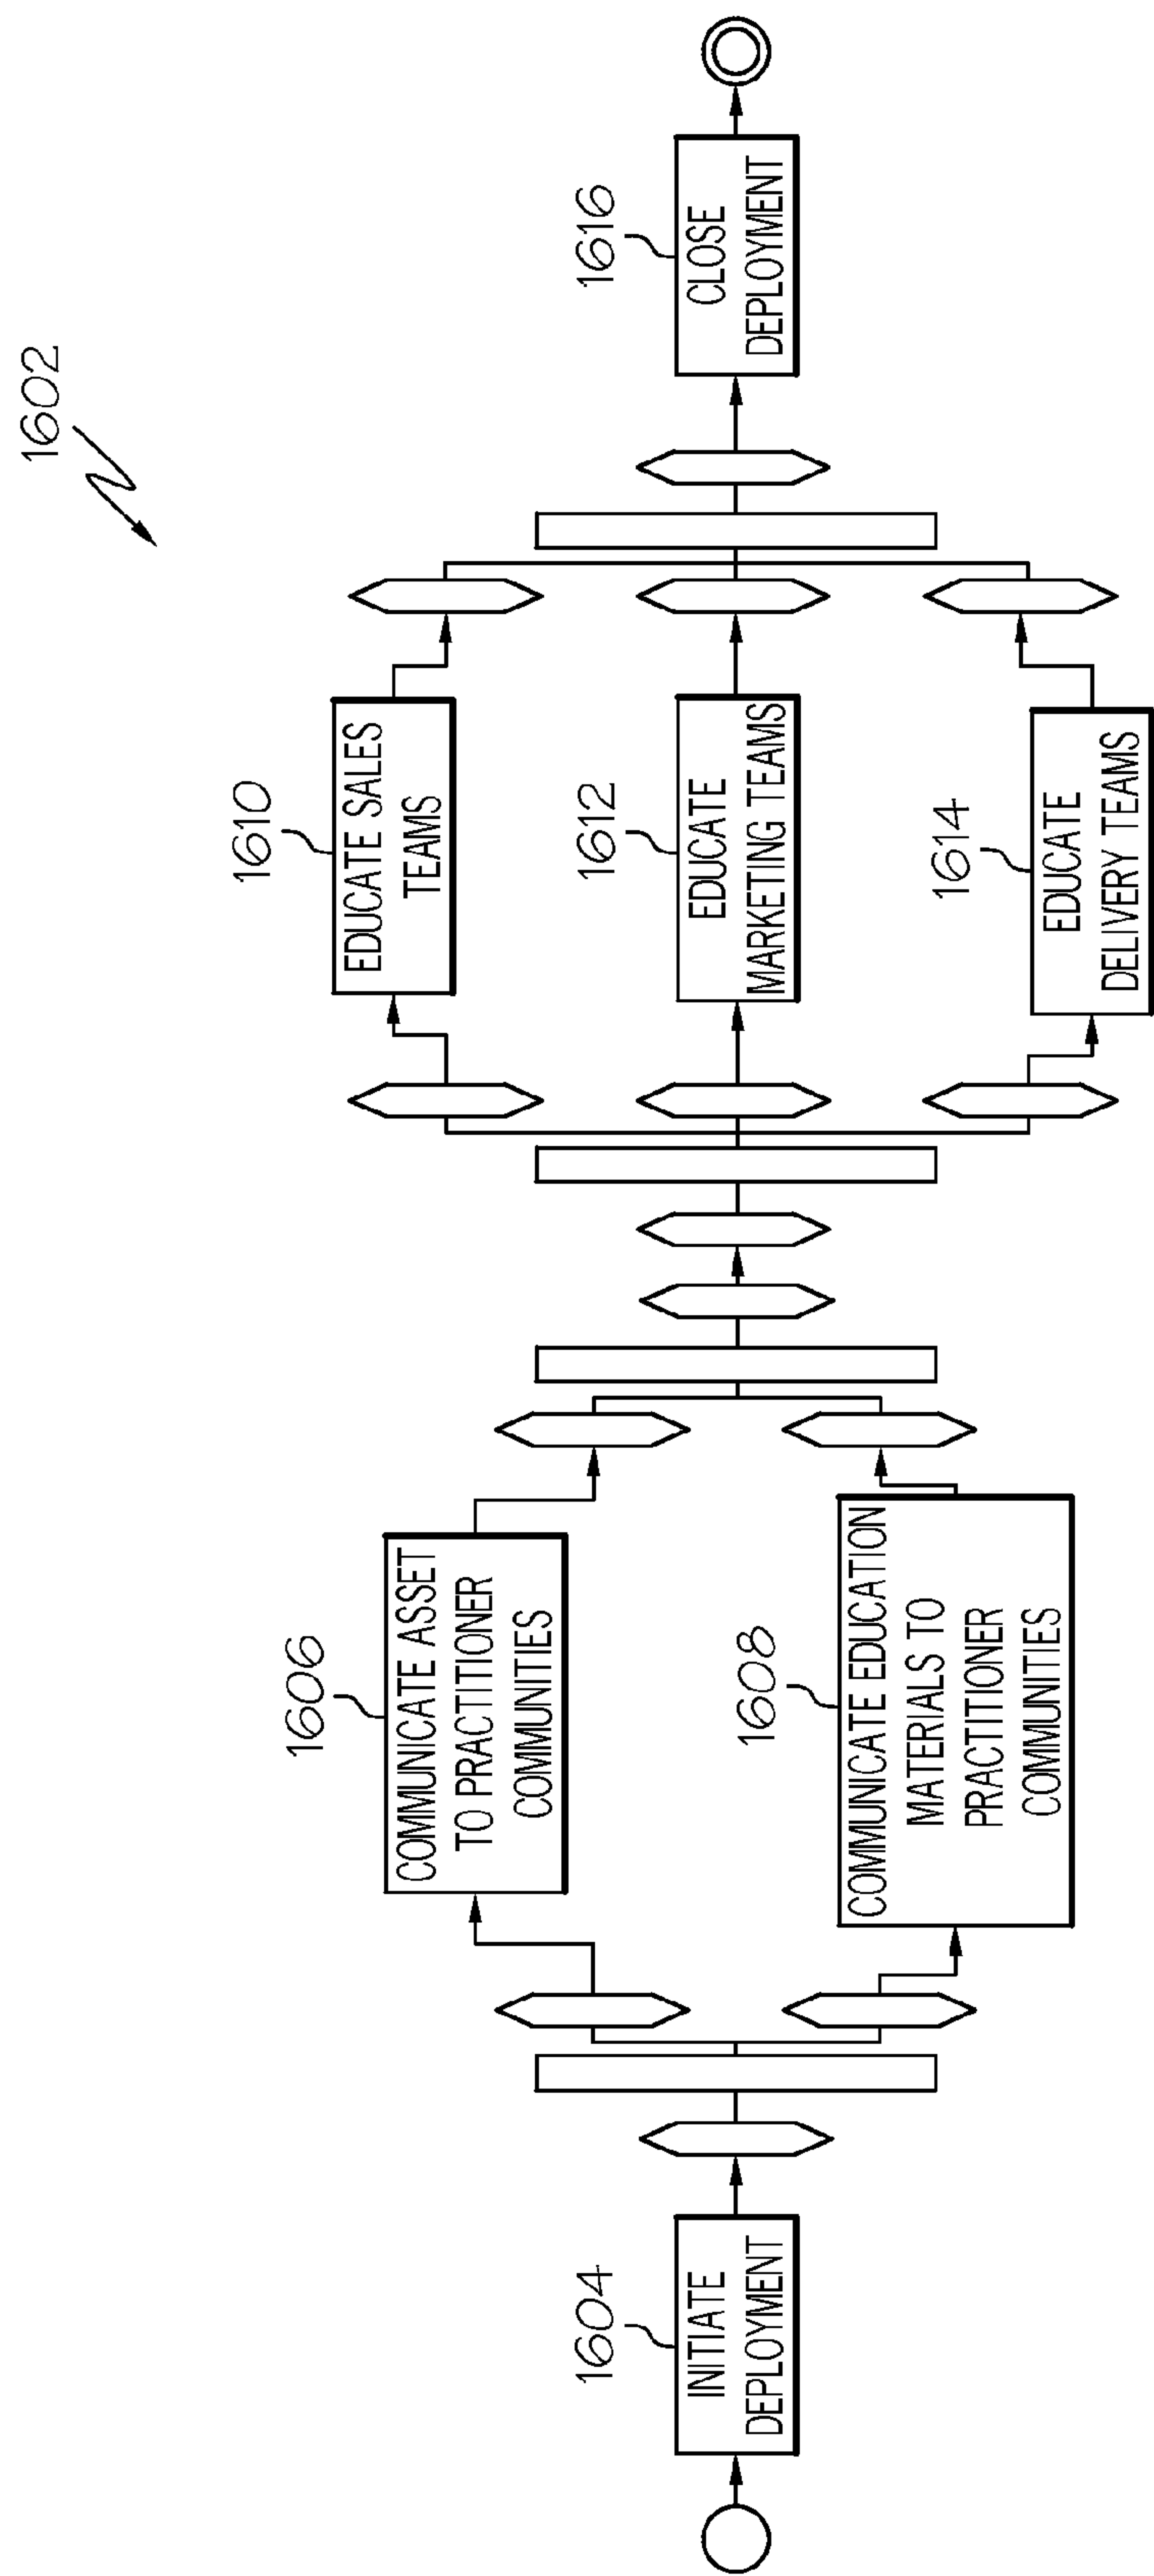 1602
1604
INITIATE
DEPLOYMENT
1606
COMMUNICATE ASSET
TO PRACTITIONER
COMMUNITIES
1608
COMMUNICATE EDUCATION
MATERIALS TO
PRACTITIONER
COMMUNITIES
1610
EDUCATE SALES
TEAMS
1612
EDUCATE
MARKETING TEAMS
1614
EDUCATE
DELIVERY TEAMS
1616
CLOSE
DEPLOYMENT